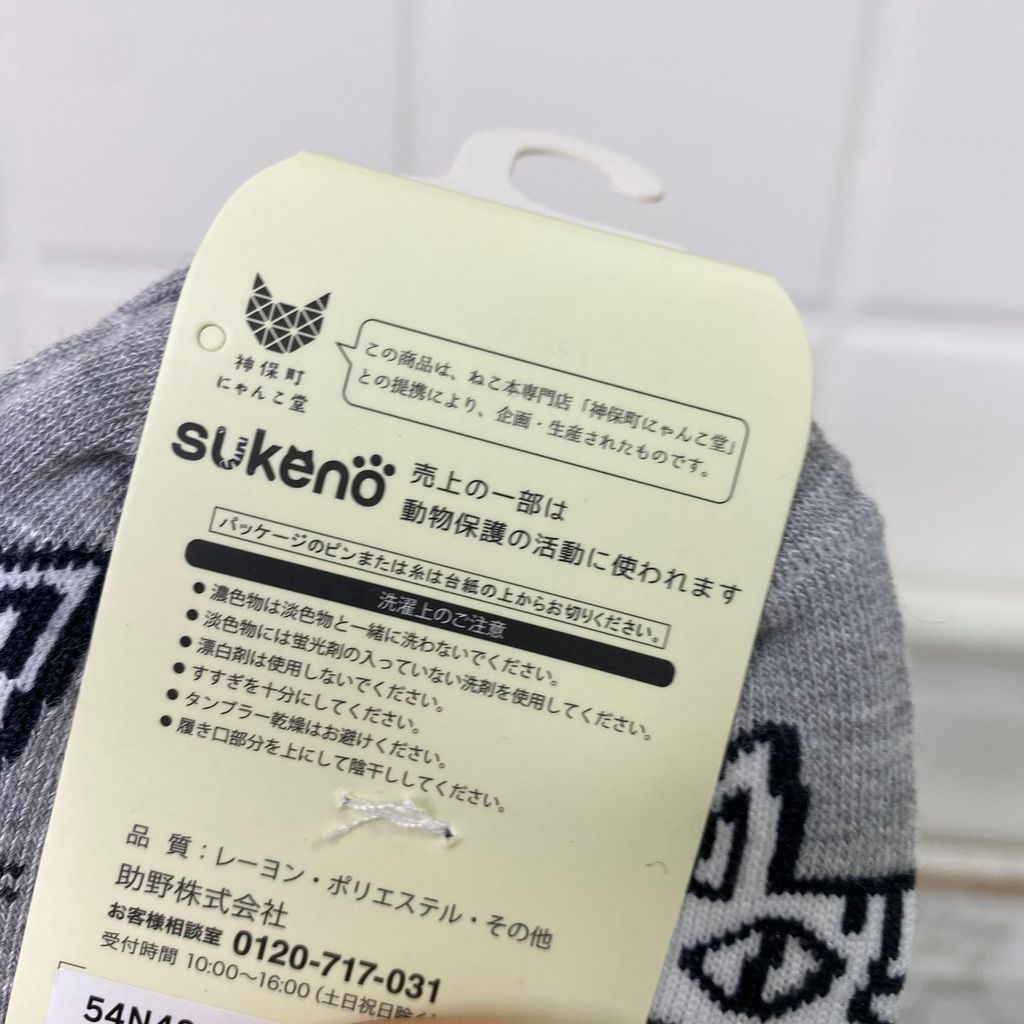 神保町
にゃんこ堂
この商品は、ねこ本専門店「神保町にゃんこ堂」
との提携により、企画・生産されたものです。
sukeno
売上の一部は
動物保護の活動に使われます
パッケージのピンまたは糸は台紙の上からお切りください。
洗濯上のご注意
●濃色物は淡色物と一緒に洗わないでください。
●淡色物には蛍光剤の入っていない洗剤を使用してください。
●漂白剤は使用しないでください。
●すすぎを十分にしてください。
●タンブラー乾燥はお避けください。
●履き口部分を上にして陰干ししてください。
品 質：レーヨン・ポリエステル・その他
助野株式会社
お客様相談室 0120-717-031
受付時間 10:00〜16:00（土日祝日除く
54N4